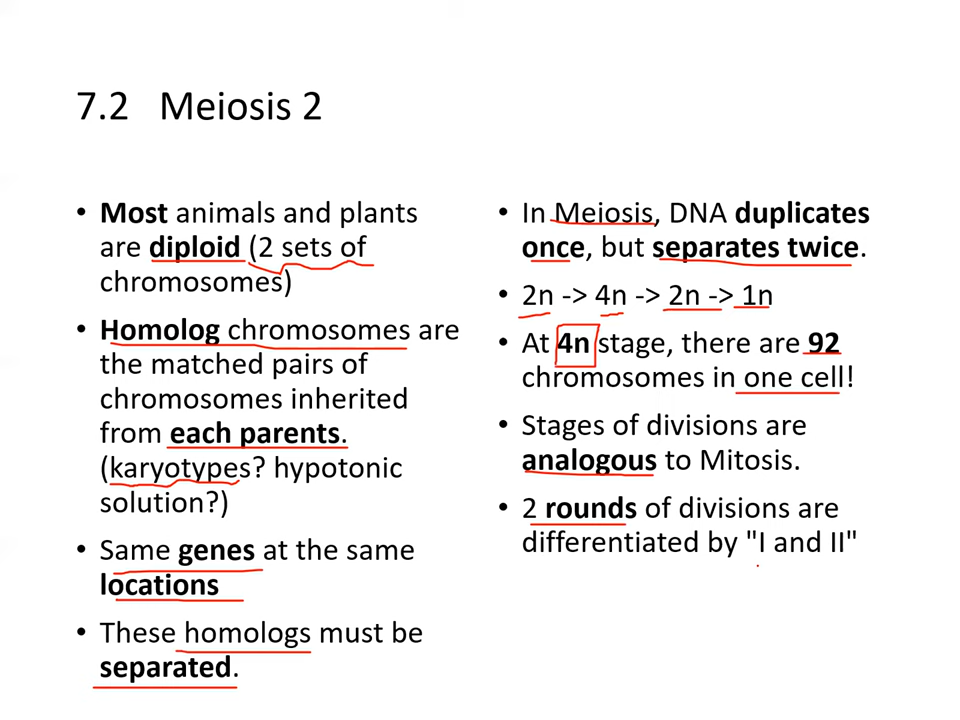 7.2 Meiosis 2
• Most animals and plants
are diploid (2 sets of
chromosomes)
• Homolog chromosomes are
the matched pairs of
chromosomes inherited
from each parents.
(karyotypes? hypotonic
solution?)
• Same genes at the same
locations
• These homologs must be
separated.
• In Meiosis, DNA duplicates
once, but separates twice.
• 2n -> 4n -> 2n -> 1n
• At 4n stage, there are 92
chromosomes in one cell!
• Stages of divisions are
analogous to Mitosis.
• 2 rounds of divisions are
differentiated by "I and II"